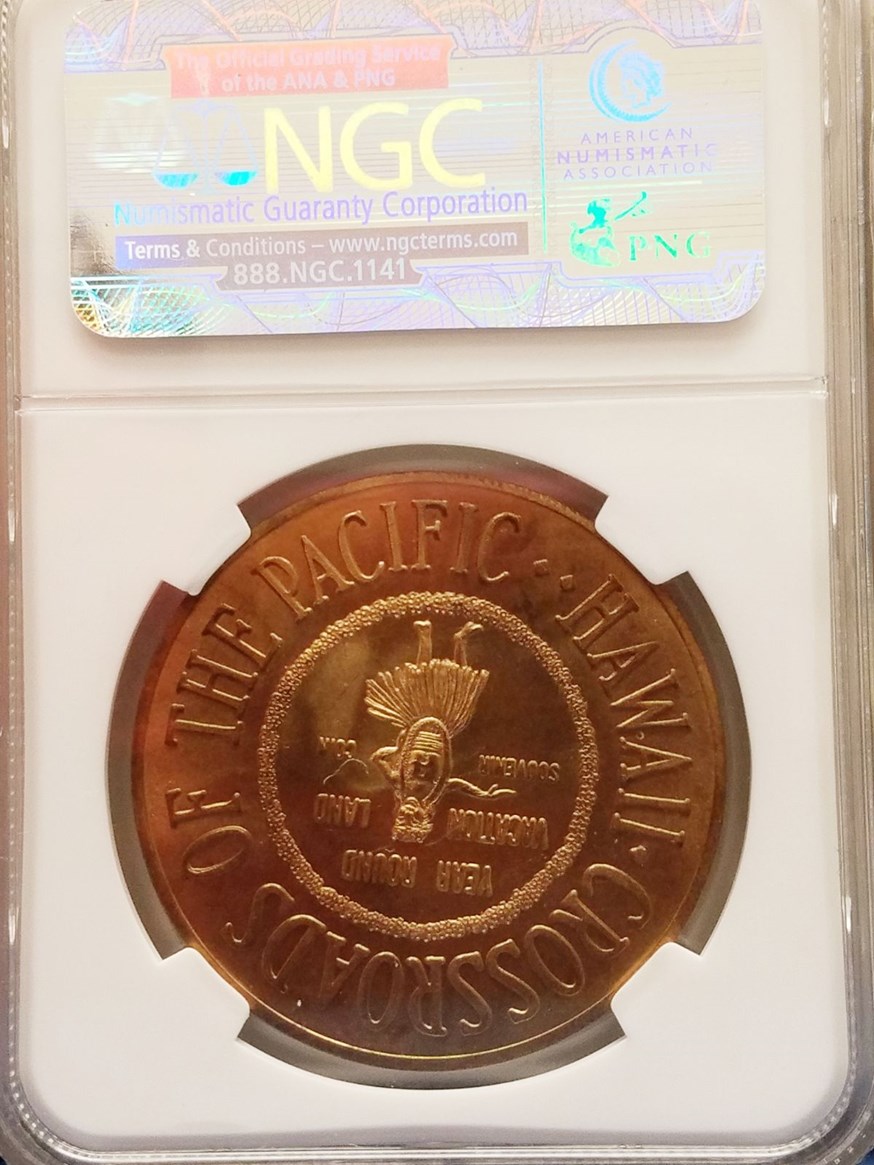 The Official Grading Service
of the ANA & PNG
NGC
Numismatic Guaranty Corporation
Terms & Conditions – www.ngcterms.com
888.NGC.1141
AMERICAN
NUMISMATIC
ASSOCIATION
PNG
HAWAII · CROSSROADS OF THE PACIFIC ··
YEAR ROUND
VACATION LAND
SOUVENIR COIN